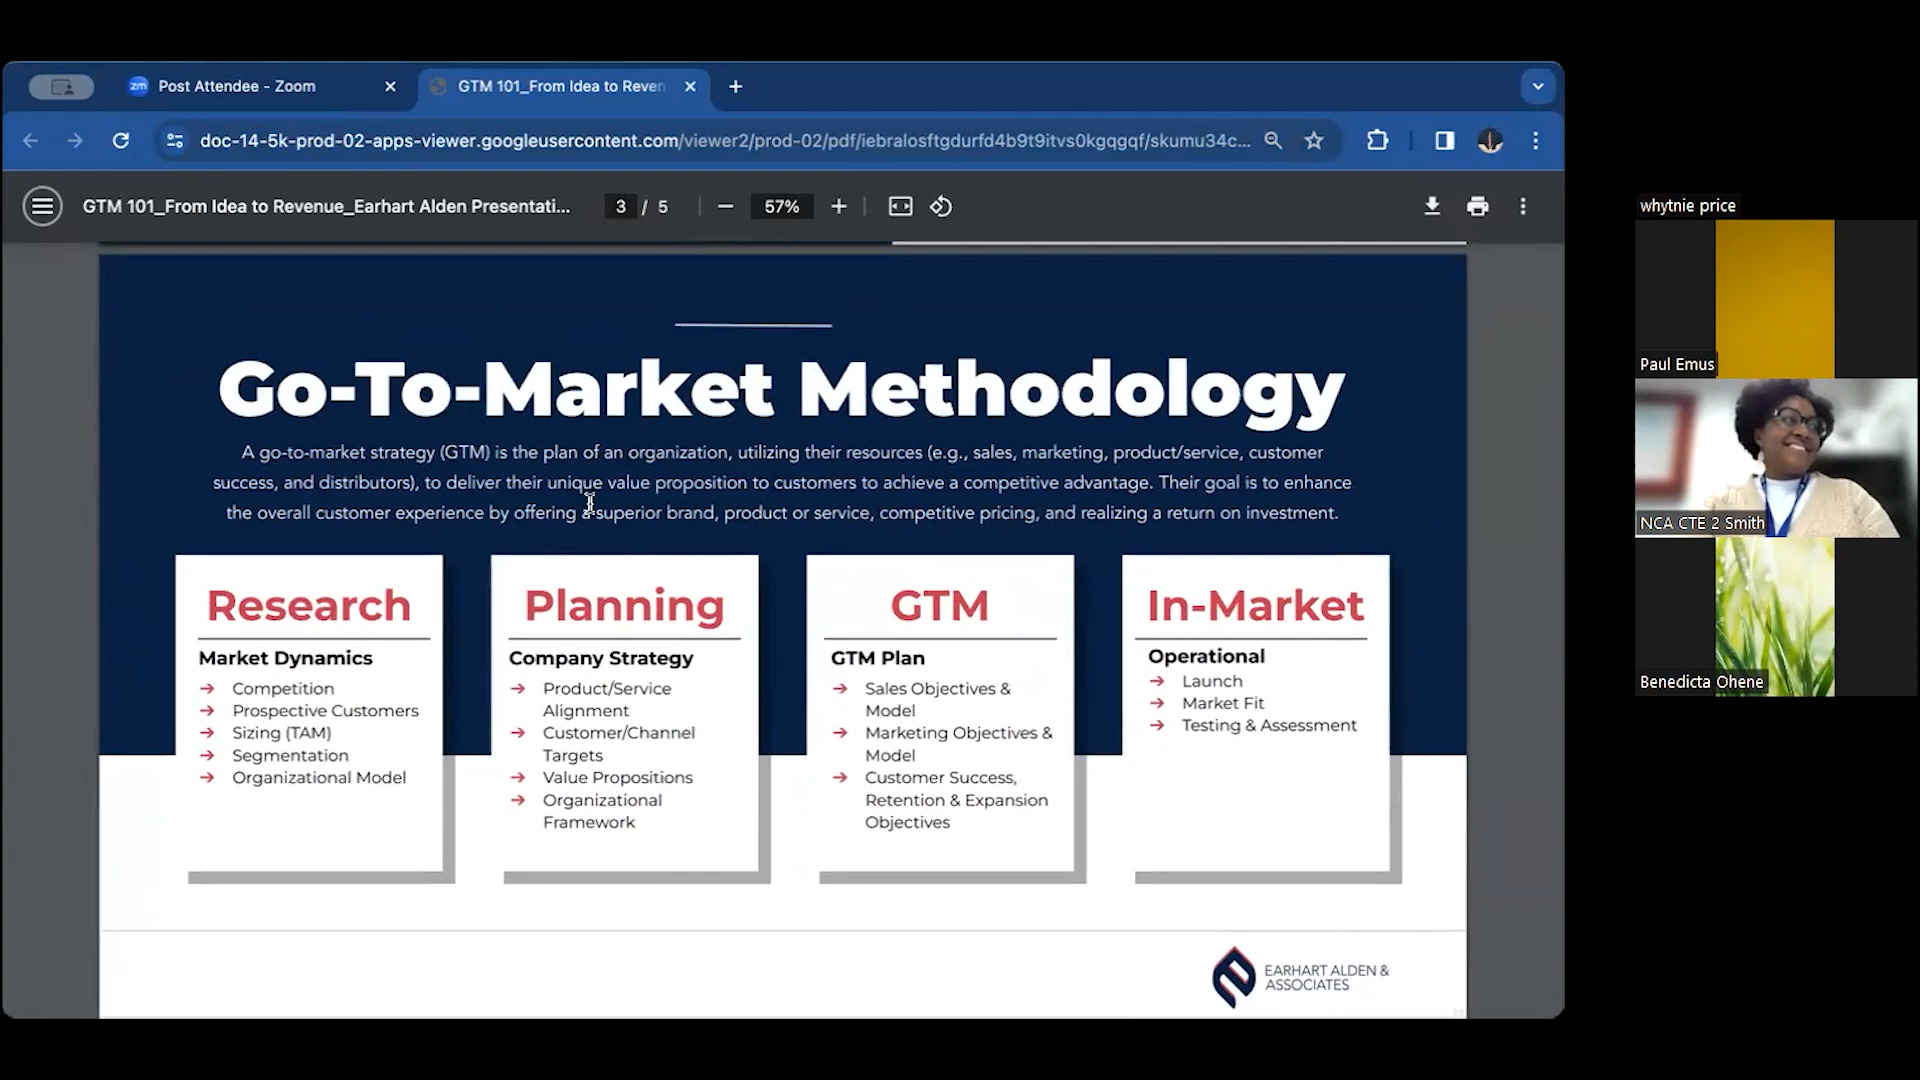 Post Attendee - Zoom
GTM 101_From Idea to Reven
doc-14-5k-prod-02-apps-viewer.googleusercontent.com/viewer2/prod-02/pdf/iebralosftgdurfd4b9t9itvs0kgqgqf/skumu34c...
GTM 101_From Idea to Revenue_Earhart Alden Presentati... 3 / 5 57%
whytnie price
Paul Emus
NCA CTE 2 Smith
Benedicta Ohene
Go-To-Market Methodology
A go-to-market strategy (GTM) is the plan of an organization, utilizing their resources (e.g., sales, marketing, product/service, customer
success, and distributors), to deliver their unique value proposition to customers to achieve a competitive advantage. Their goal is to enhance
the overall customer experience by offering a superior brand, product or service, competitive pricing, and realizing a return on investment.
Research
Market Dynamics
Competition
Prospective Customers
Sizing (TAM)
Segmentation
Organizational Model
Planning
Company Strategy
Product/Service
Alignment
Customer/Channel
Targets
Value Propositions
Organizational
Framework
GTM
GTM Plan
Sales Objectives &
Model
Marketing Objectives &
Model
Customer Success,
Retention & Expansion
Objectives
In-Market
Operational
Launch
Market Fit
Testing & Assessment
EARHART ALDEN &
ASSOCIATES